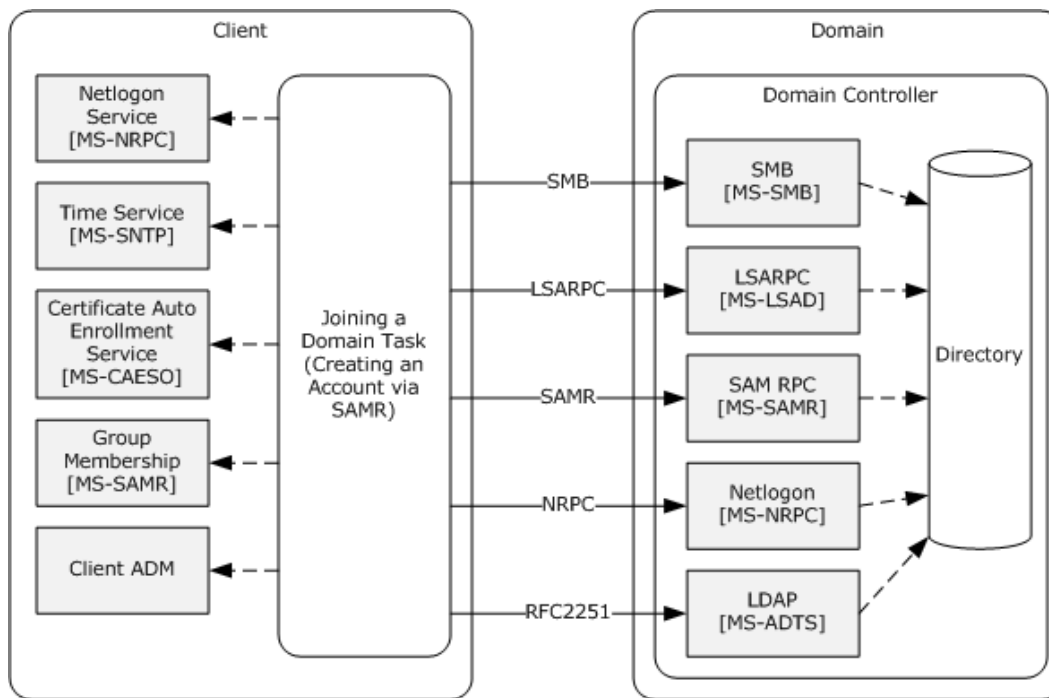 Client
Netlogon
Service
[MS-NRPC]
Time Service
[MS-SNTP]
Certificate Auto
Enrollment
Service
[MS-CAESO]
Group
Membership
[MS-SAMR]
Client ADM
Joining a
Domain Task
(Creating an
Account via
SAMR)
SMB
LSARPC
SAMR
NRPC
RFC2251
Domain
Domain Controller
SMB
[MS-SMB]
LSARPC
[MS-LSAD]
SAM RPC
[MS-SAMR]
Netlogon
[MS-NRPC]
LDAP
[MS-ADTS]
Directory